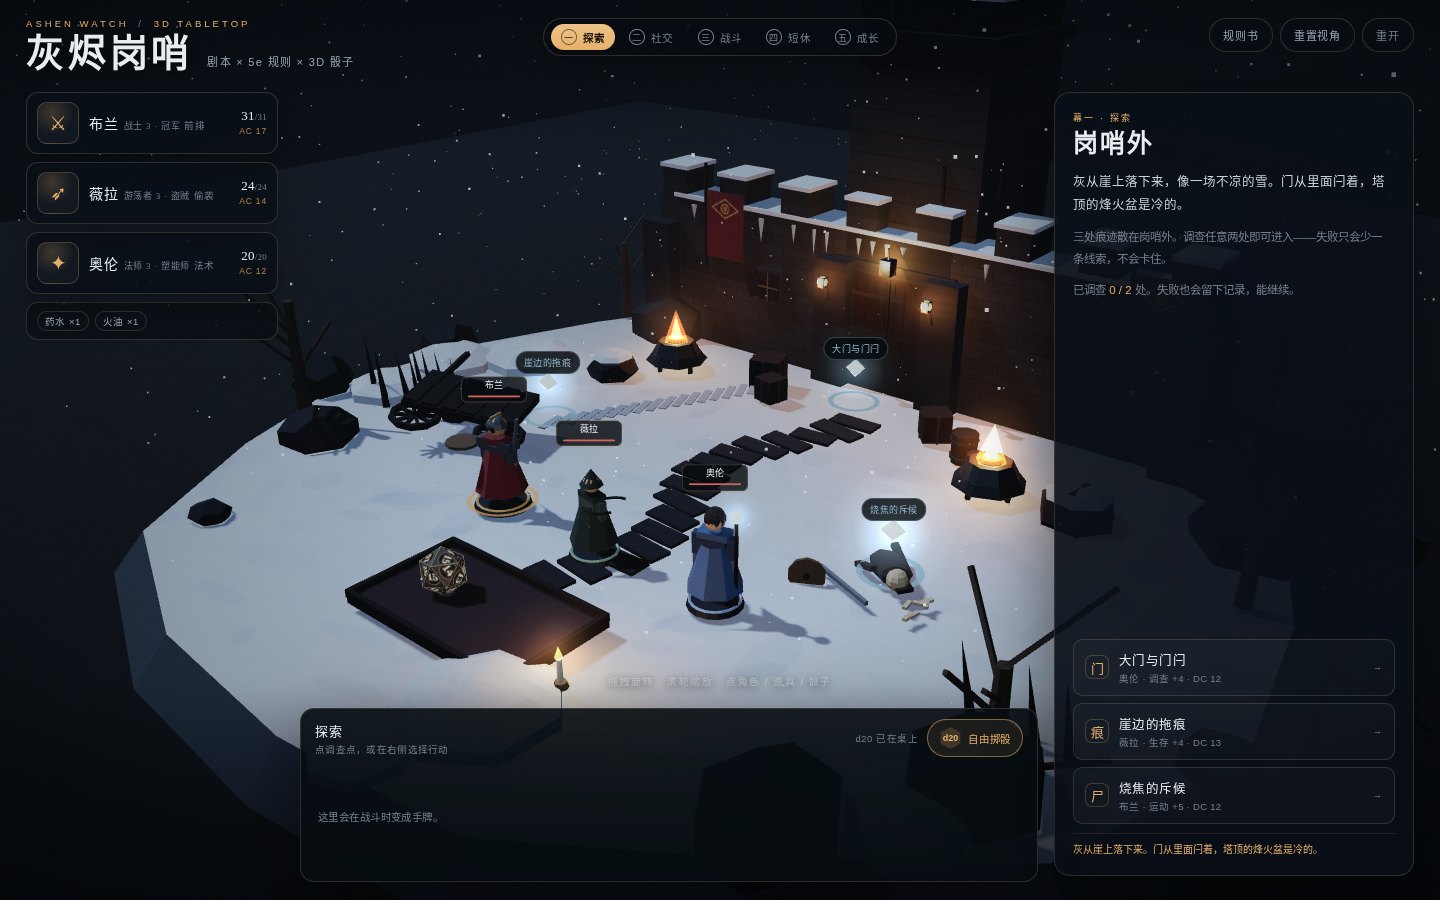 ASHEN WATCH / 3D TABLETOP
灰烬岗哨 剧本 × 5e 规则 × 3D 骰子
一 探索 二 社交 三 战斗 四 短休 五 成长
规则书 重置视角 重开
布兰 战士 3 · 冠军 前排 31/31 AC 17
薇拉 游荡者 3 · 盗贼 偷袭 24/24 AC 14
奥伦 法师 3 · 塑能师 法术 20/20 AC 12
药水 ×1 火油 ×1
崖边的拖痕
大门与门闩
布兰
薇拉
奥伦
烧焦的斥候
15
拖拽旋转 · 滚轮缩放 · 点角色 / 道具 / 骰子
探索
点调查点，或在右侧选择行动
d20 已在桌上 d20 自由掷骰
这里会在战斗时变成手牌。
幕一 · 探索
岗哨外
灰从崖上落下来，像一场不凉的雪。门从里面闩着，塔
顶的烽火盆是冷的。
三处痕迹散在岗哨外。调查任意两处即可进入——失败只会少一
条线索，不会卡住。
已调查 0 / 2 处。失败也会留下记录，能继续。
门 大门与门闩 →
奥伦 · 调查 +4 · DC 12
痕 崖边的拖痕 →
薇拉 · 生存 +4 · DC 13
尸 烧焦的斥候 →
布兰 · 运动 +5 · DC 12
灰从崖上落下来。门从里面闩着，塔顶的烽火盆是冷的。